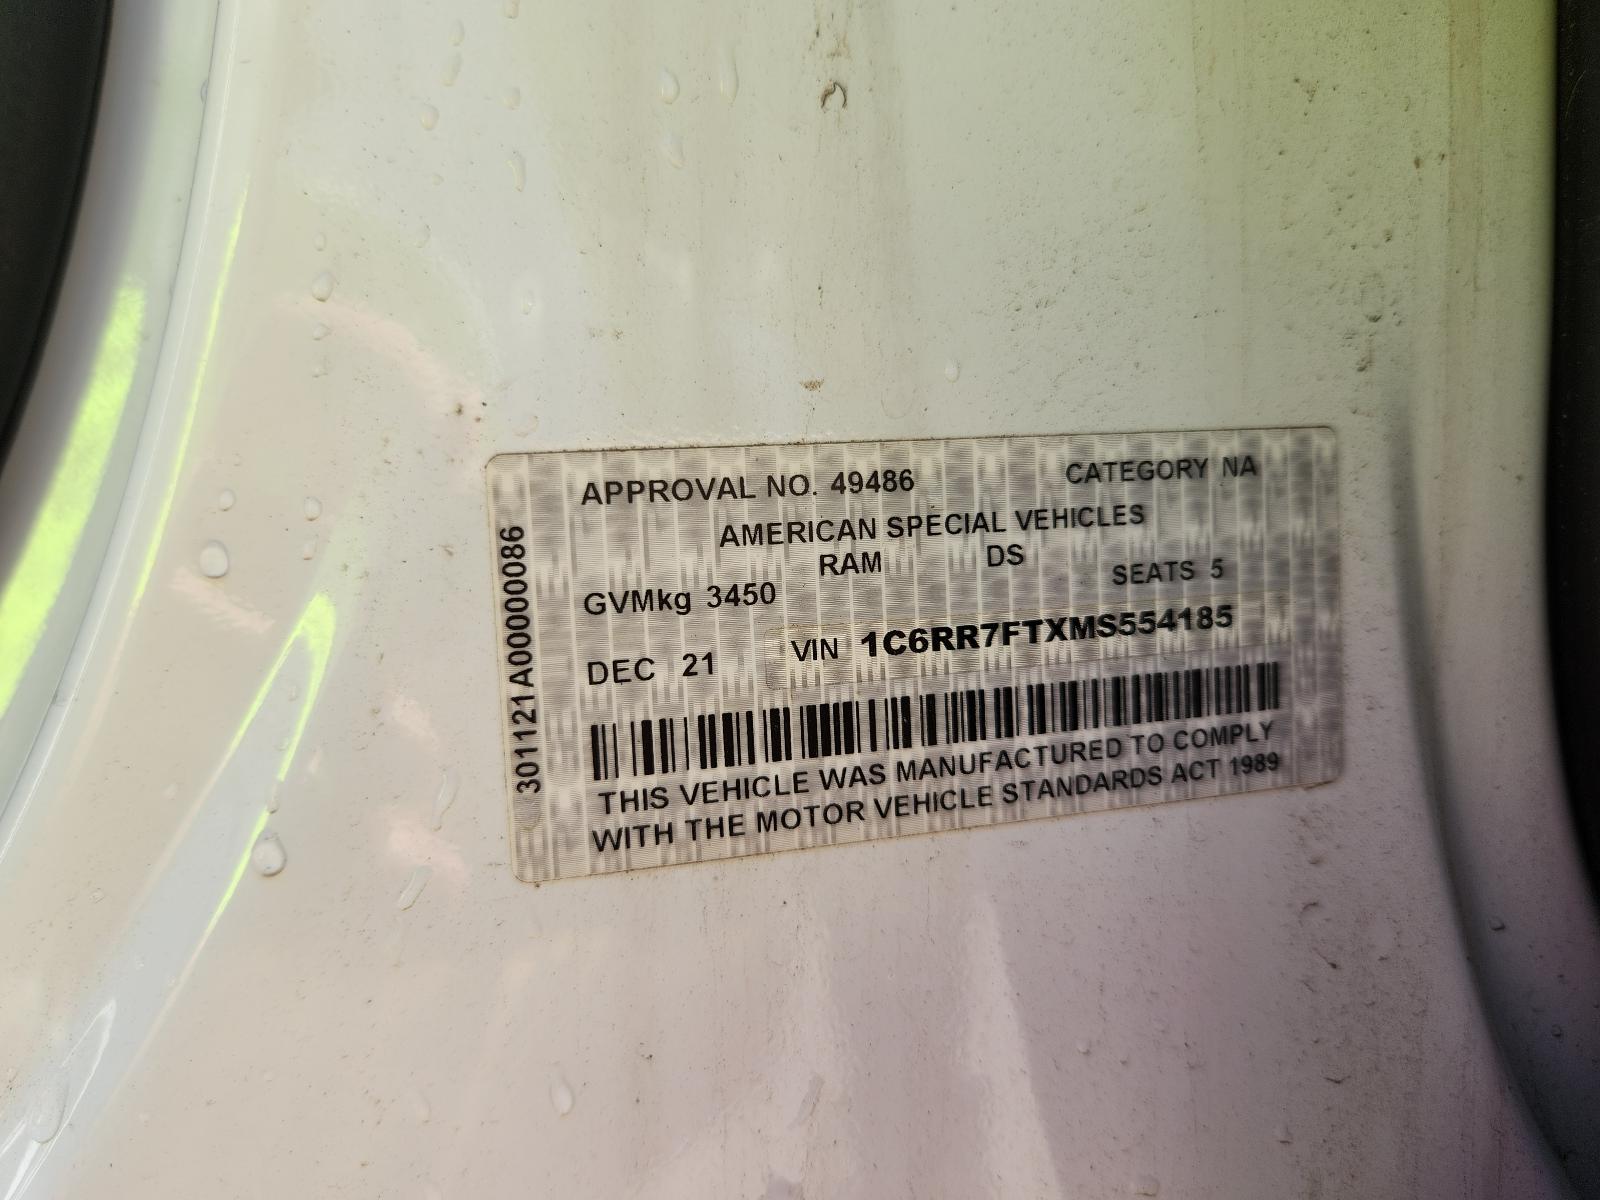 APPROVAL NO. 49486 CATEGORY NA
AMERICAN SPECIAL VEHICLES
RAM DS
GVMkg 3450 SEATS 5
DEC 21 VIN 1C6RR7FTXMS554185
THIS VEHICLE WAS MANUFACTURED TO COMPLY
WITH THE MOTOR VEHICLE STANDARDS ACT 1989
301121A00000086